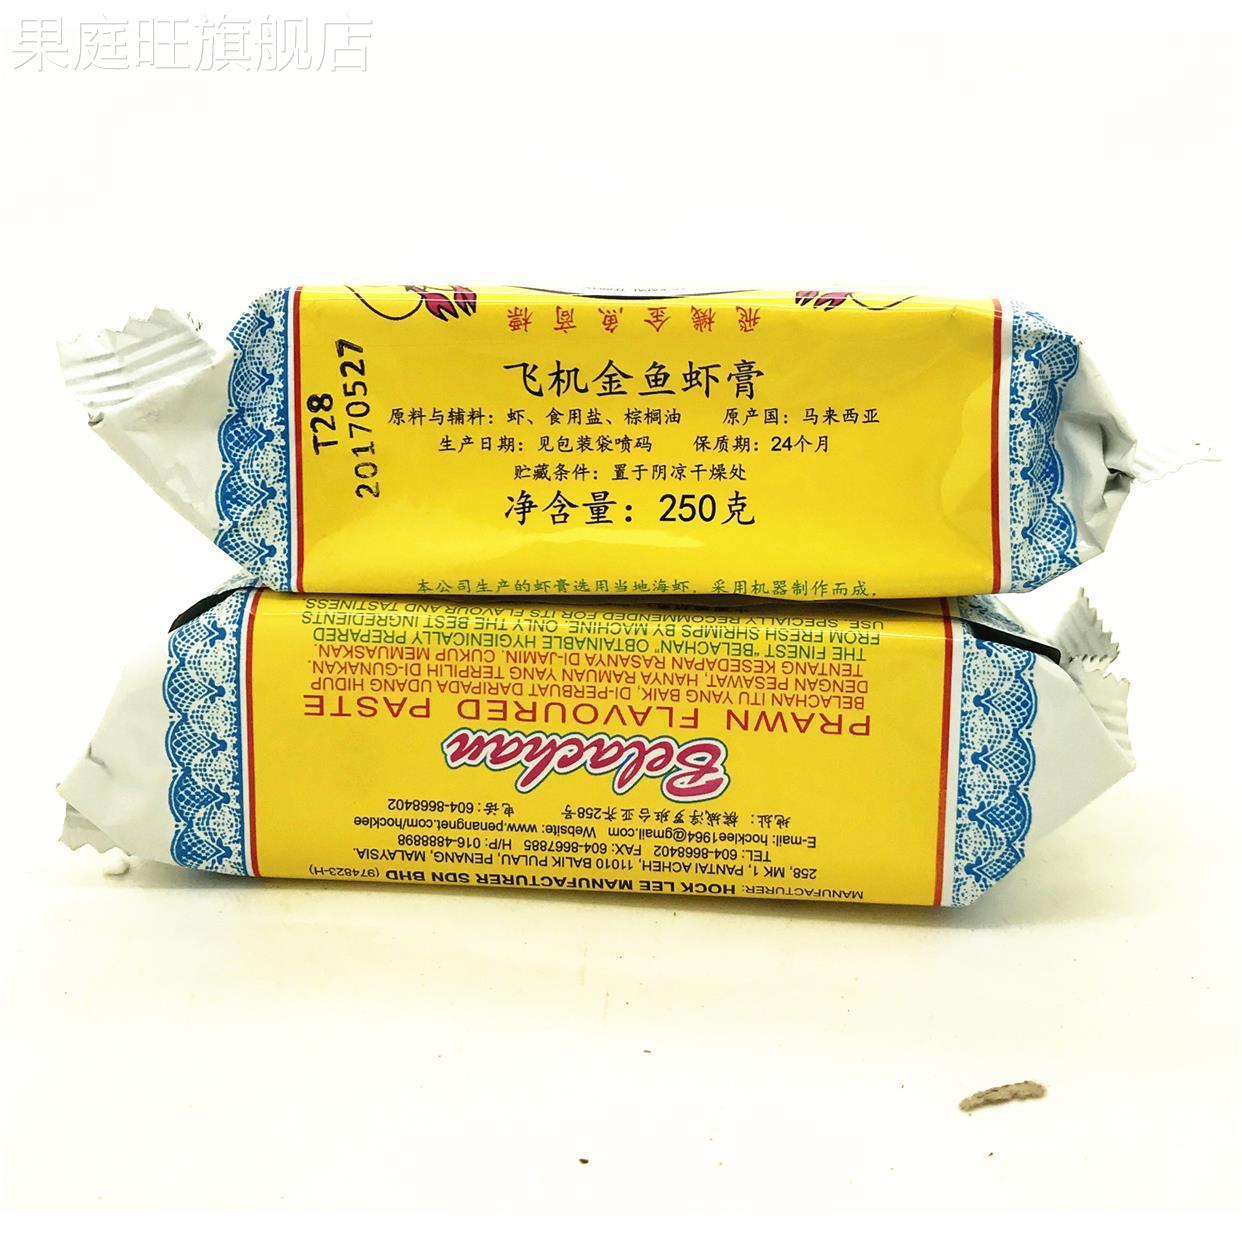 果庭旺旗舰店
飛機金魚商標
飞机金鱼虾膏
T28
20170527
原料与辅料：虾、食用盐、棕榈油 原产国：马来西亚
生产日期：见包装袋喷码 保质期：24个月
贮藏条件：置于阴凉干燥处
净含量：250克
本公司生产的虾膏选用当地海虾，采用机器制作而成，
MANUFACTURER: HOCK LEE MANUFACTURER SDN BHD (974823-H)
258, MK 1, PANTAI ACHEH, 11010 BALIK PULAU, PENANG, MALAYSIA.
TEL: 604-8668402 FAX: 604-8667885 H/P: 016-4888898
E-mail: hocklee1964@gmail.com Website: www.penangnet.com/hocklee
地址：槟城浮罗班台亚齐258号 电话：604-8668402
Belachan
PRAWN FLAVOURED PASTE
BELACHAN ITU YANG BAIK, DI-PERBUAT DARIPADA UDANG HIDUP
DENGAN PESAWAT, HANYA RAMUAN YANG TERPILIH DI-GUNAKAN.
TENTANG KESEDAPAN RASANYA DI-JAMIN, CUKUP MEMUASKAN.
THE FINEST "BELACHAN" OBTAINABLE HYGIENICALLY PREPARED
FROM FRESH SHRIMPS BY MACHINE, ONLY THE BEST INGREDIENTS
USE, SPECIALLY RECOMMENDED FOR ITS FLAVOUR AND TASTINESS.